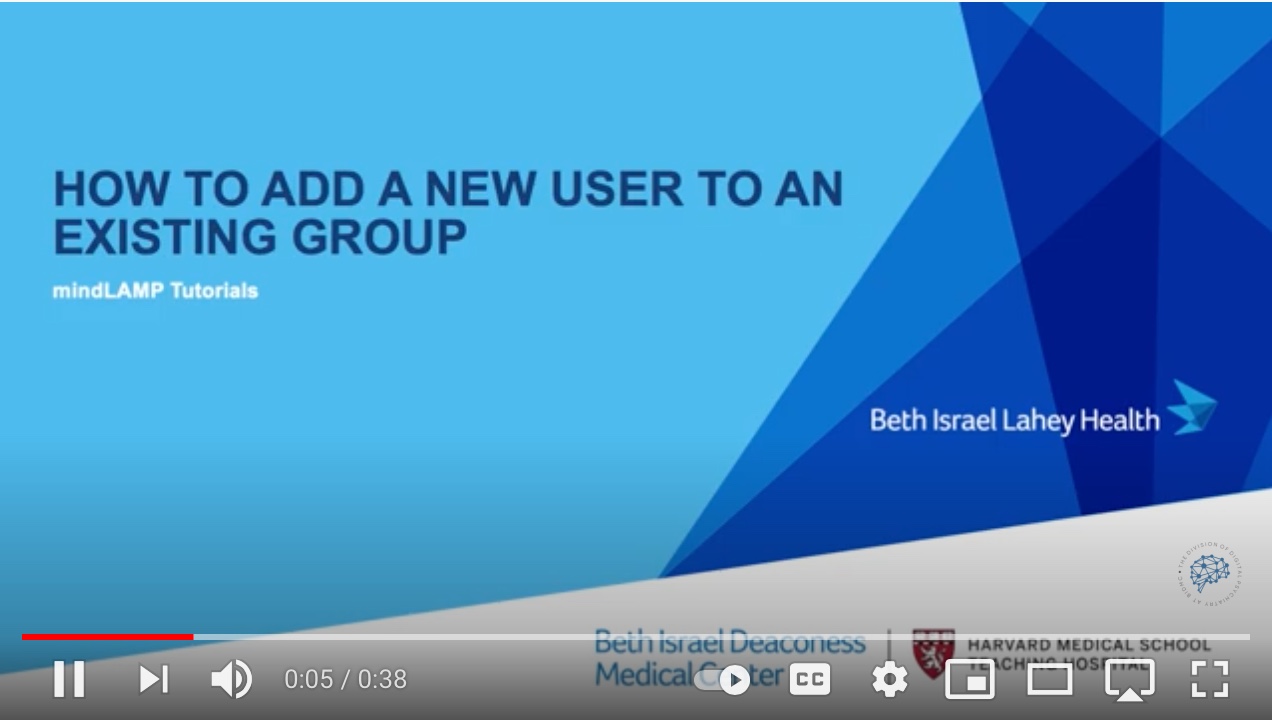 HOW TO ADD A NEW USER TO AN
EXISTING GROUP
mindLAMP Tutorials
Beth Israel Lahey Health
THE DIVISION OF DIGITAL PSYCHIATRY AT BIDMC
Beth Israel Deaconess
Medical Center
HARVARD MEDICAL SCHOOL
TEACHING HOSPITAL
0:05 / 0:38
CC